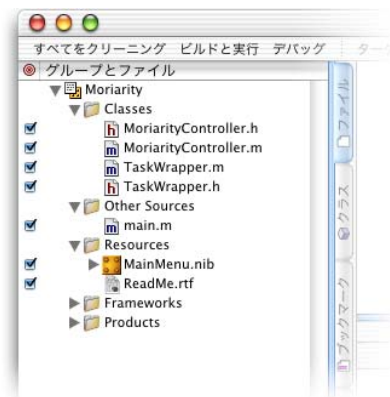 すべてをクリーニング ビルドと実行 デバッグ
グループとファイル
Moriarity
Classes
MoriarityController.h
MoriarityController.m
TaskWrapper.m
TaskWrapper.h
Other Sources
main.m
Resources
MainMenu.nib
ReadMe.rtf
Frameworks
Products
ファイル
クラス
ブックマーク